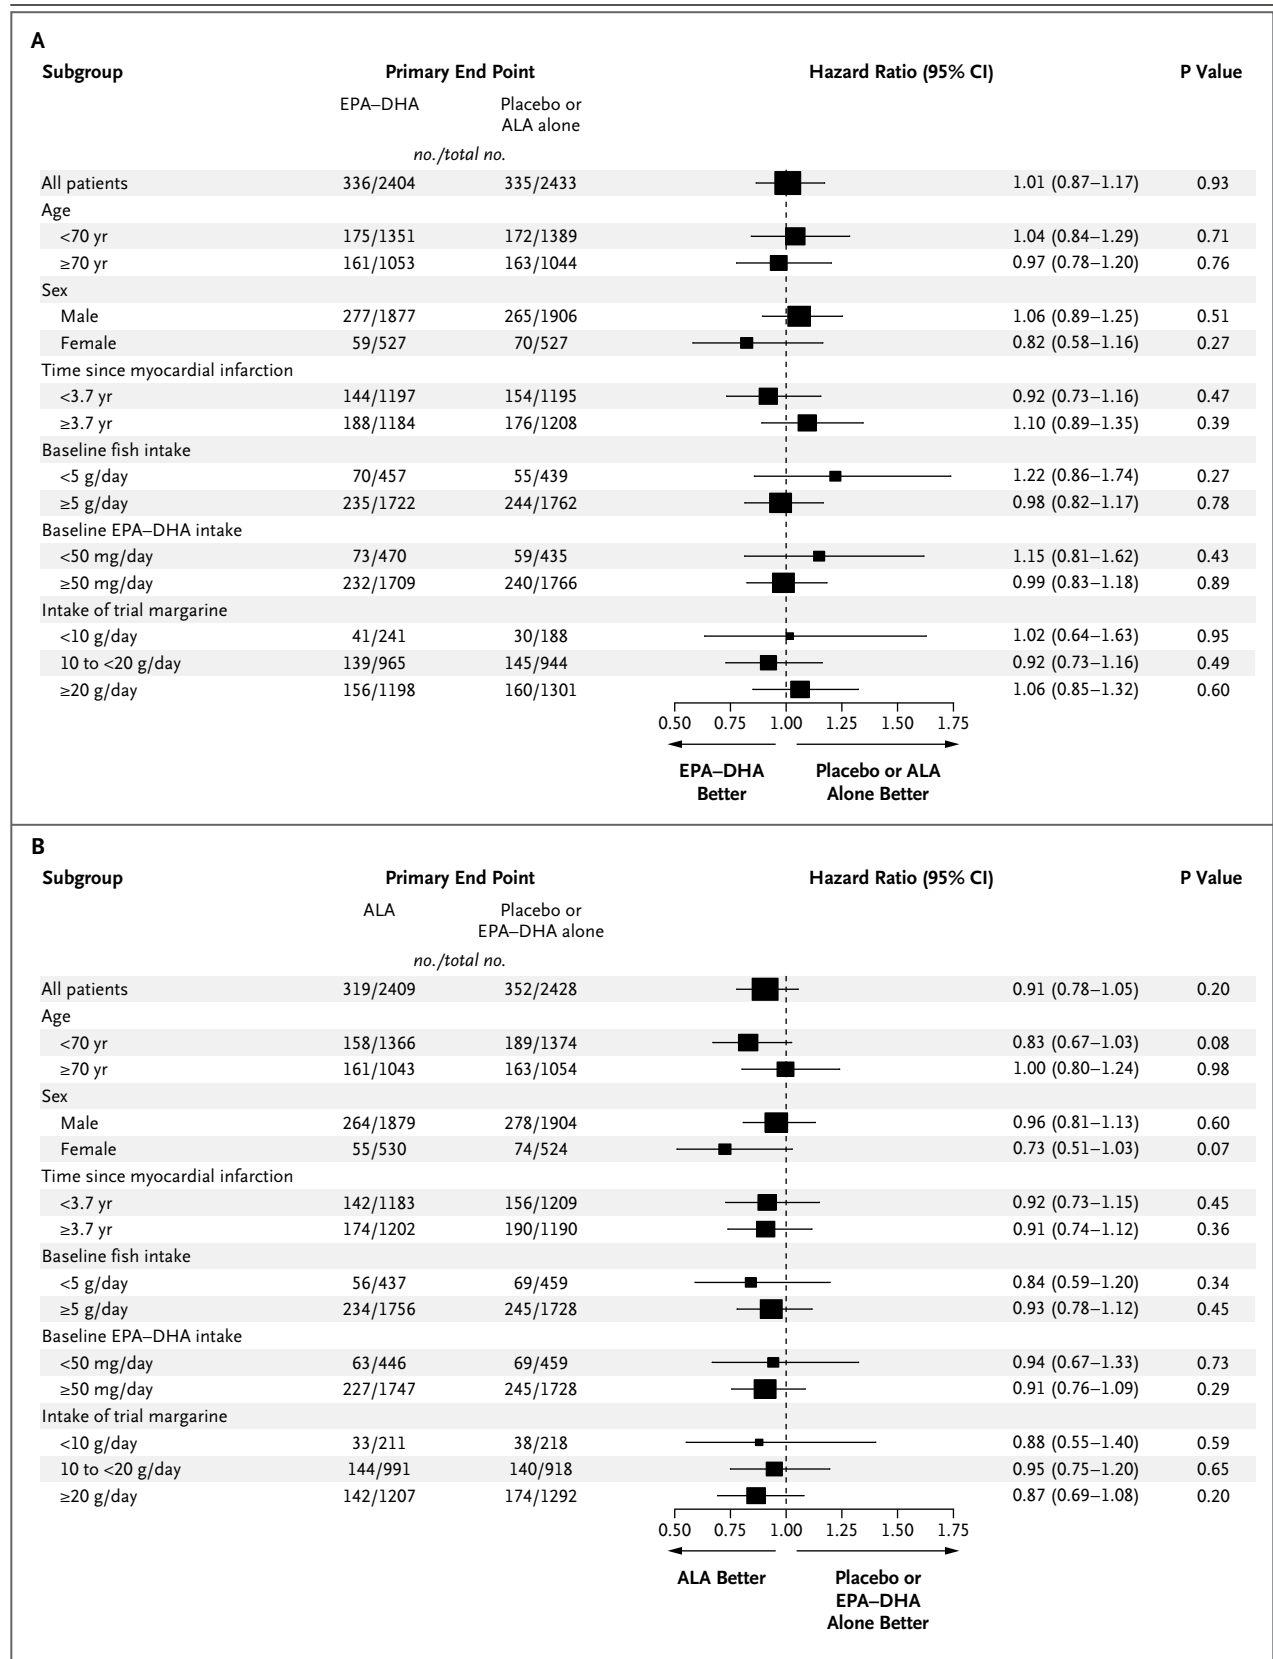 A
Subgroup Primary End Point Hazard Ratio (95% CI) P Value
EPA–DHA Placebo or
ALA alone
no./total no.
All patients 336/2404 335/2433 1.01 (0.87–1.17) 0.93
Age
<70 yr 175/1351 172/1389 1.04 (0.84–1.29) 0.71
≥70 yr 161/1053 163/1044 0.97 (0.78–1.20) 0.76
Sex
Male 277/1877 265/1906 1.06 (0.89–1.25) 0.51
Female 59/527 70/527 0.82 (0.58–1.16) 0.27
Time since myocardial infarction
<3.7 yr 144/1197 154/1195 0.92 (0.73–1.16) 0.47
≥3.7 yr 188/1184 176/1208 1.10 (0.89–1.35) 0.39
Baseline fish intake
<5 g/day 70/457 55/439 1.22 (0.86–1.74) 0.27
≥5 g/day 235/1722 244/1762 0.98 (0.82–1.17) 0.78
Baseline EPA–DHA intake
<50 mg/day 73/470 59/435 1.15 (0.81–1.62) 0.43
≥50 mg/day 232/1709 240/1766 0.99 (0.83–1.18) 0.89
Intake of trial margarine
<10 g/day 41/241 30/188 1.02 (0.64–1.63) 0.95
10 to <20 g/day 139/965 145/944 0.92 (0.73–1.16) 0.49
≥20 g/day 156/1198 160/1301 1.06 (0.85–1.32) 0.60
0.50 0.75 1.00 1.25 1.50 1.75
EPA–DHA Placebo or ALA
Better Alone Better
B
Subgroup Primary End Point Hazard Ratio (95% CI) P Value
ALA Placebo or
EPA–DHA alone
no./total no.
All patients 319/2409 352/2428 0.91 (0.78–1.05) 0.20
Age
<70 yr 158/1366 189/1374 0.83 (0.67–1.03) 0.08
≥70 yr 161/1043 163/1054 1.00 (0.80–1.24) 0.98
Sex
Male 264/1879 278/1904 0.96 (0.81–1.13) 0.60
Female 55/530 74/524 0.73 (0.51–1.03) 0.07
Time since myocardial infarction
<3.7 yr 142/1183 156/1209 0.92 (0.73–1.15) 0.45
≥3.7 yr 174/1202 190/1190 0.91 (0.74–1.12) 0.36
Baseline fish intake
<5 g/day 56/437 69/459 0.84 (0.59–1.20) 0.34
≥5 g/day 234/1756 245/1728 0.93 (0.78–1.12) 0.45
Baseline EPA–DHA intake
<50 mg/day 63/446 69/459 0.94 (0.67–1.33) 0.73
≥50 mg/day 227/1747 245/1728 0.91 (0.76–1.09) 0.29
Intake of trial margarine
<10 g/day 33/211 38/218 0.88 (0.55–1.40) 0.59
10 to <20 g/day 144/991 140/918 0.95 (0.75–1.20) 0.65
≥20 g/day 142/1207 174/1292 0.87 (0.69–1.08) 0.20
0.50 0.75 1.00 1.25 1.50 1.75
ALA Better Placebo or
EPA–DHA
Alone Better